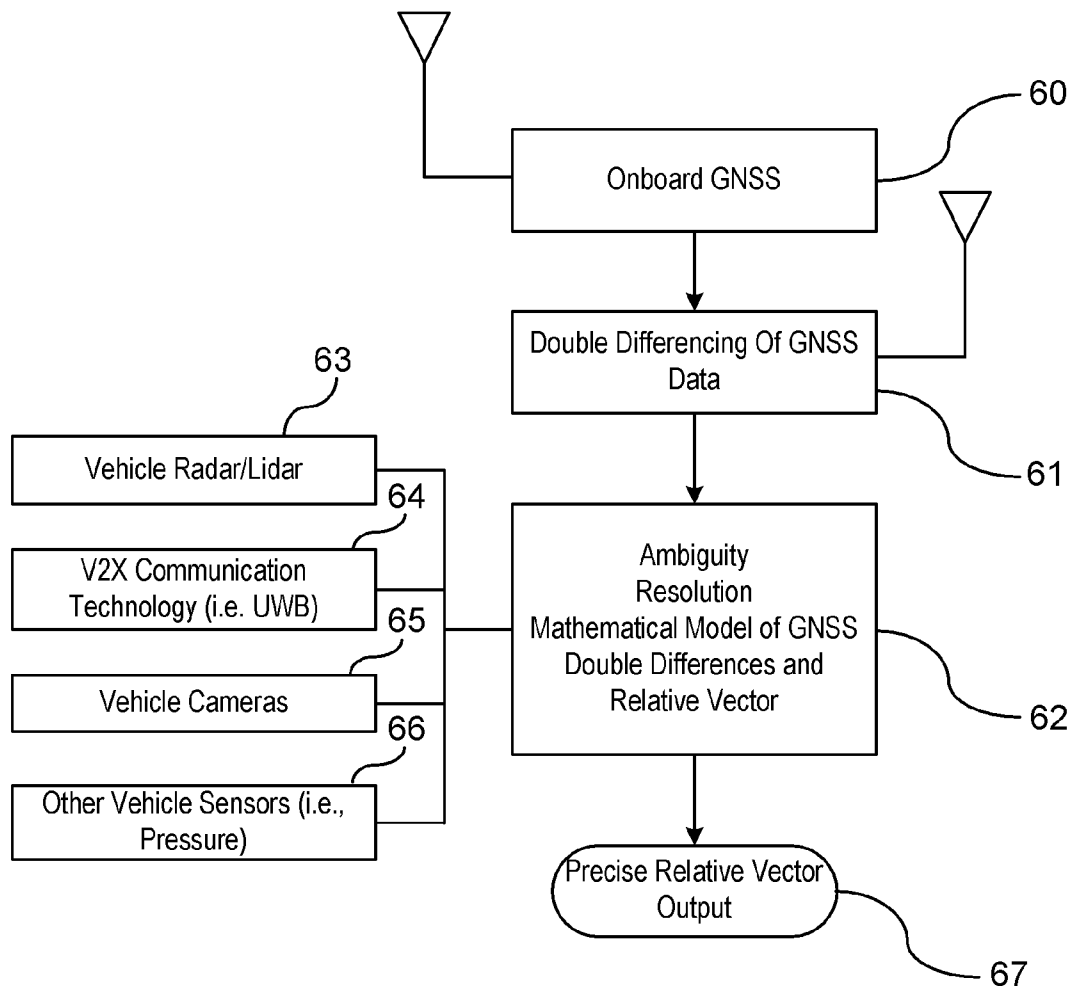 60
Onboard GNSS
Double Differencing Of GNSS
Data
61
63
Vehicle Radar/Lidar
64
V2X Communication
Technology (i.e. UWB)
65
Vehicle Cameras
66
Other Vehicle Sensors (i.e.,
Pressure)
Ambiguity
Resolution
Mathematical Model of GNSS
Double Differences and
Relative Vector
62
Precise Relative Vector
Output
67